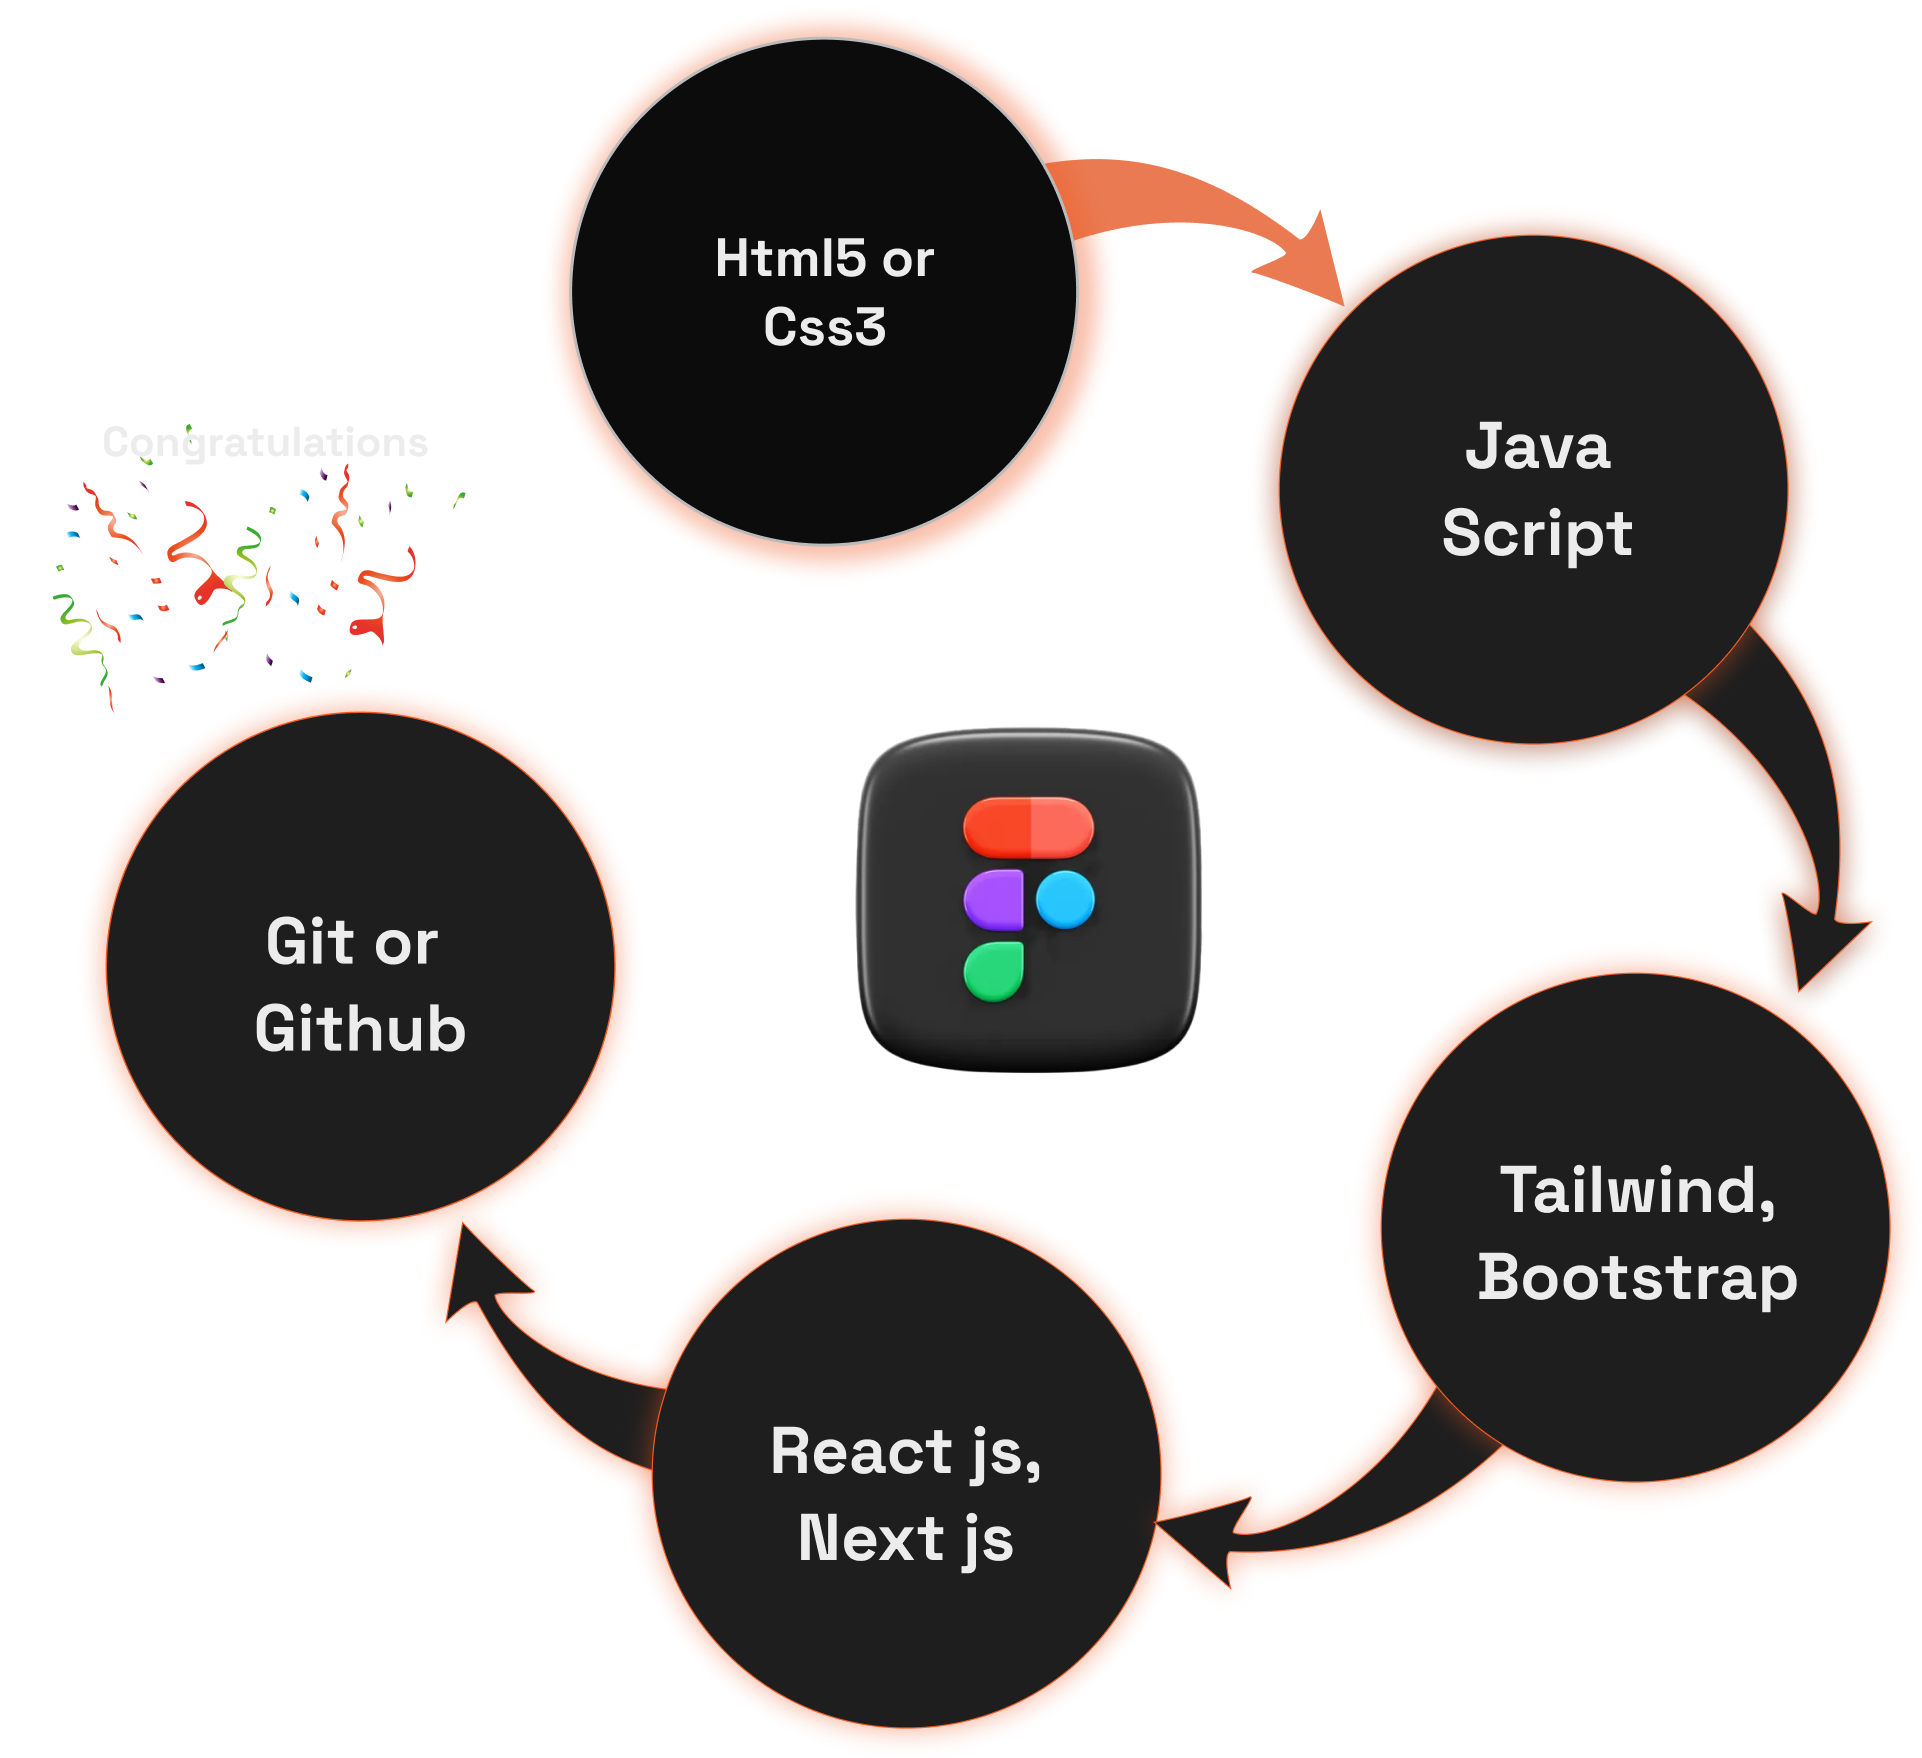 Html5 or
Css3
Java
Script
Tailwind,
Bootstrap
React js,
Next js
Git or
Github
Congratulations